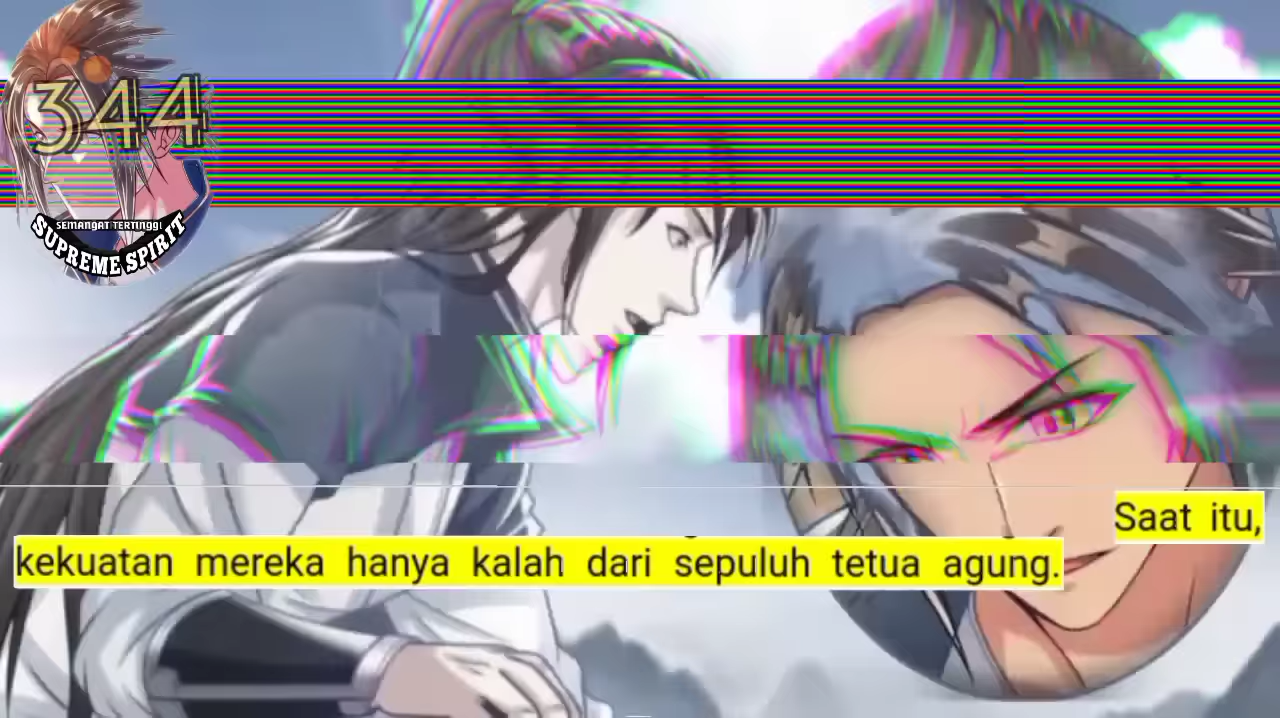 344
SEMANGAT TERTINGGI
SUPREME SPIRIT
Saat itu,
kekuatan mereka hanya kalah dari sepuluh tetua agung.